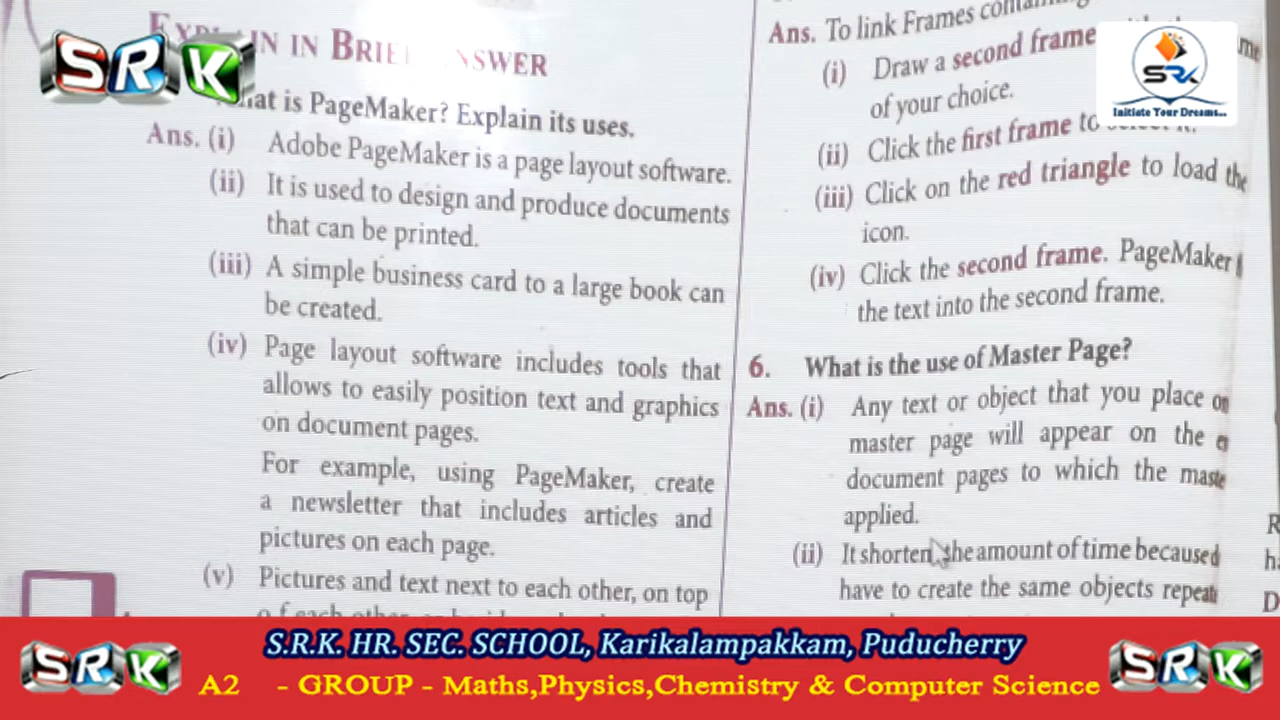 SRK
IN BRIEF ANSWER
What is PageMaker? Explain its uses.
Ans. (i) Adobe PageMaker is a page layout software.
(ii) It is used to design and produce documents
that can be printed.
(iii) A simple business card to a large book can
be created.
(iv) Page layout software includes tools that
allows to easily position text and graphics
on document pages.
For example, using PageMaker, create
a newsletter that includes articles and
pictures on each page.
(v) Pictures and text next to each other, on top
of each other, or
Ans. To link Frames
(i) Draw a second frame
of your choice.
(ii) Click the first frame to select it.
(iii) Click on the red triangle to load the
icon.
(iv) Click the second frame. PageMaker
the text into the second frame.
6. What is the use of Master Page?
Ans. (i) Any text or object that you place on
master page will appear on the
document pages to which the
applied.
(ii) It shorten the amount of time because
have to create the same objects
SRK
Initiate Your Dreams...
SRK
S.R.K. HR. SEC. SCHOOL, Karikalampakkam, Puducherry
A2 - GROUP - Maths,Physics,Chemistry & Computer Science
SRK